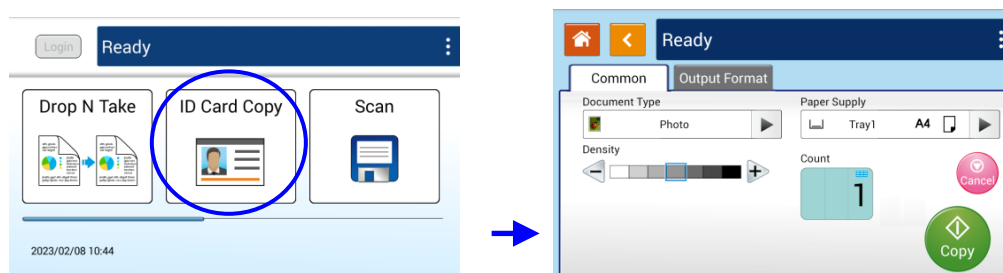 Login
Ready
Drop N Take
ID Card Copy
Scan
2023/02/08 10:44
Ready
Common
Output Format
Document Type
Paper Supply
Photo
Tray1
A4
Density
Count
1
Cancel
Copy